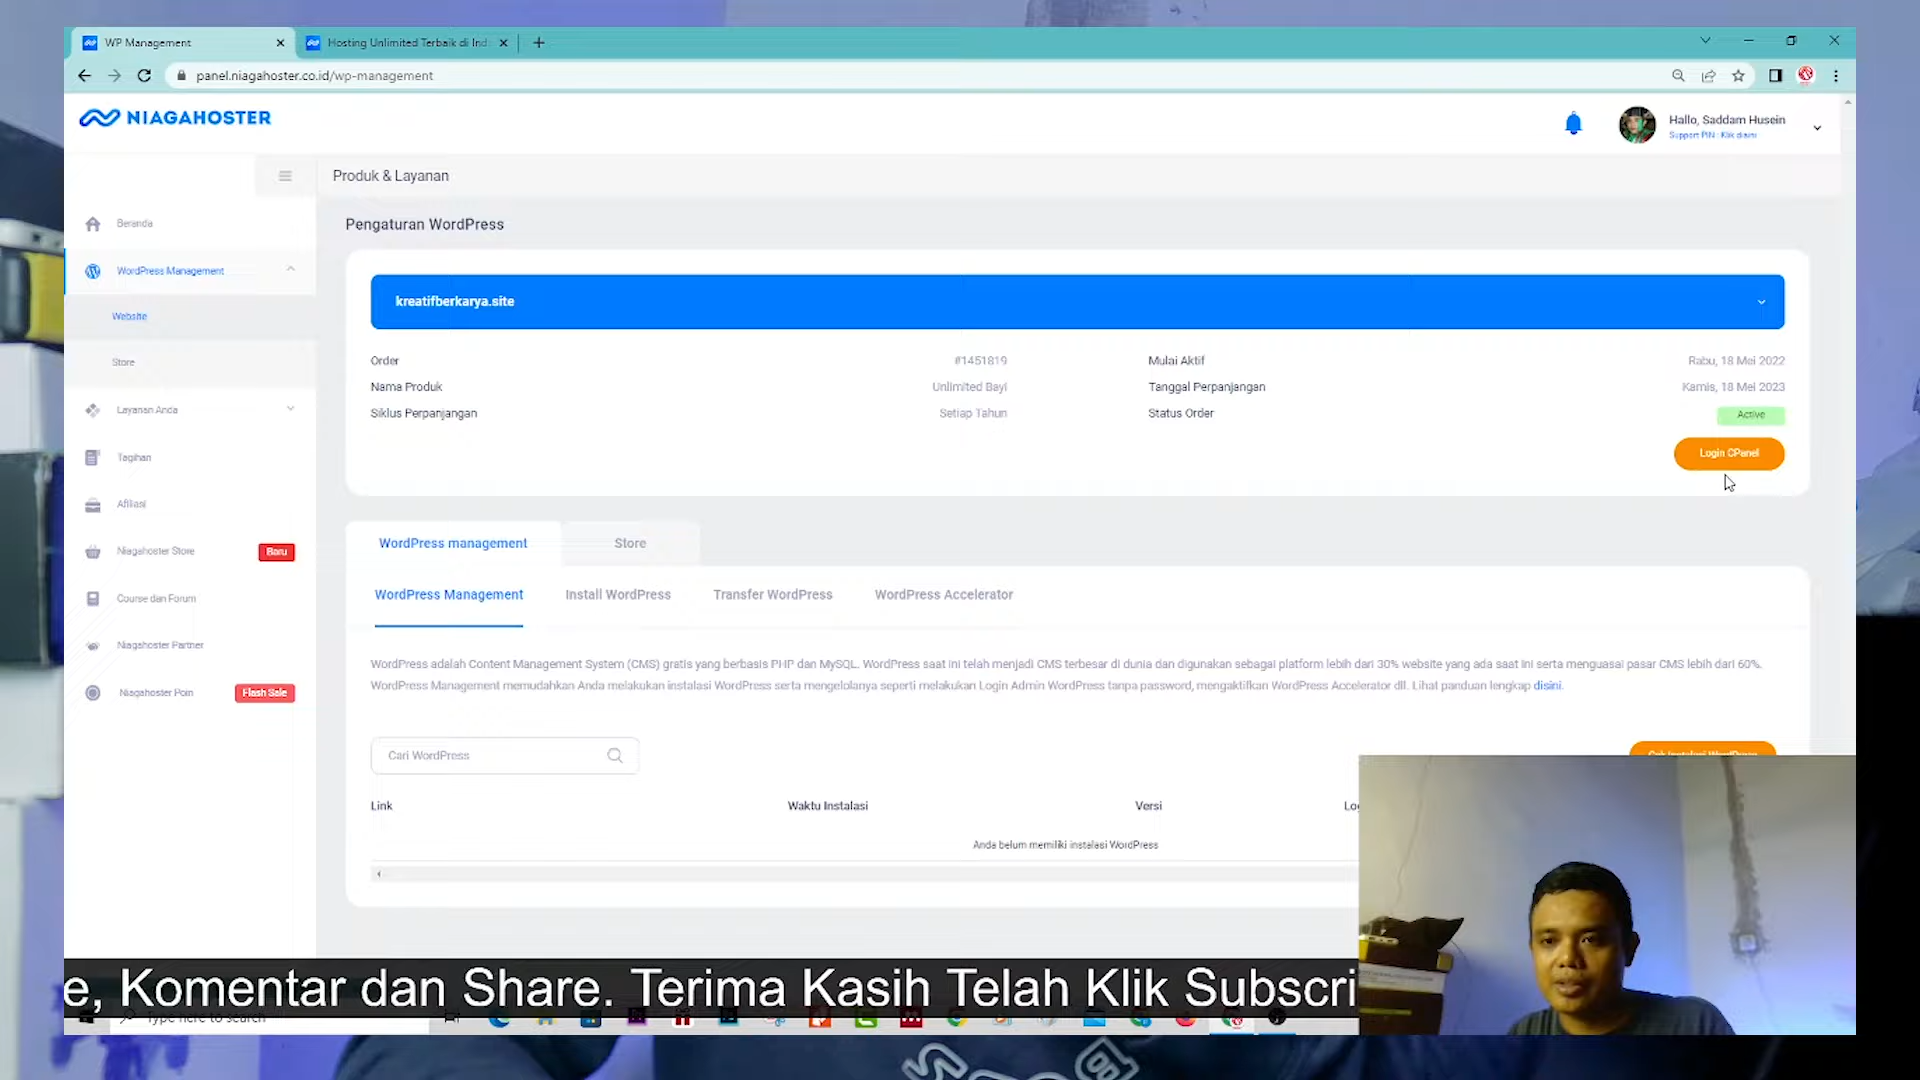 WP Management
Hosting Unlimited Terbaik di Ind
panel.niagahoster.co.id/wp-management
NIAGAHOSTER
Hallo, Saddam Husein
Support PIN : Klik disini
Produk & Layanan
Beranda
WordPress Management
Website
Store
Layanan Anda
Tagihan
Afiliasi
Niagahoster Store
Baru
Course dan Forum
Niagahoster Partner
Niagahoster Poin
Flash Sale
Pengaturan WordPress
kreatifberkarya.site
Order #1451819 Mulai Aktif Rabu, 18 Mei 2022
Nama Produk Unlimited Bayi Tanggal Perpanjangan Kamis, 18 Mei 2023
Siklus Perpanjangan Setiap Tahun Status Order Active
Login CPanel
WordPress management Store
WordPress Management Install WordPress Transfer WordPress WordPress Accelerator
WordPress adalah Content Management System (CMS) gratis yang berbasis PHP dan MySQL. WordPress saat ini telah menjadi CMS terbesar di dunia dan digunakan sebagai platform lebih dari 30% website yang ada saat ini serta menguasai pasar CMS lebih dari 60%.
WordPress Management memudahkan Anda melakukan instalasi WordPress serta mengelolanya seperti melakukan Login Admin WordPress tanpa password, mengaktifkan WordPress Accelerator dll. Lihat panduan lengkap disini.
Cari WordPress
Cek Instalasi WordPress
Link Waktu Instalasi Versi Lo
Anda belum memiliki instalasi WordPress
e, Komentar dan Share. Terima Kasih Telah Klik Subscri
Type here to search